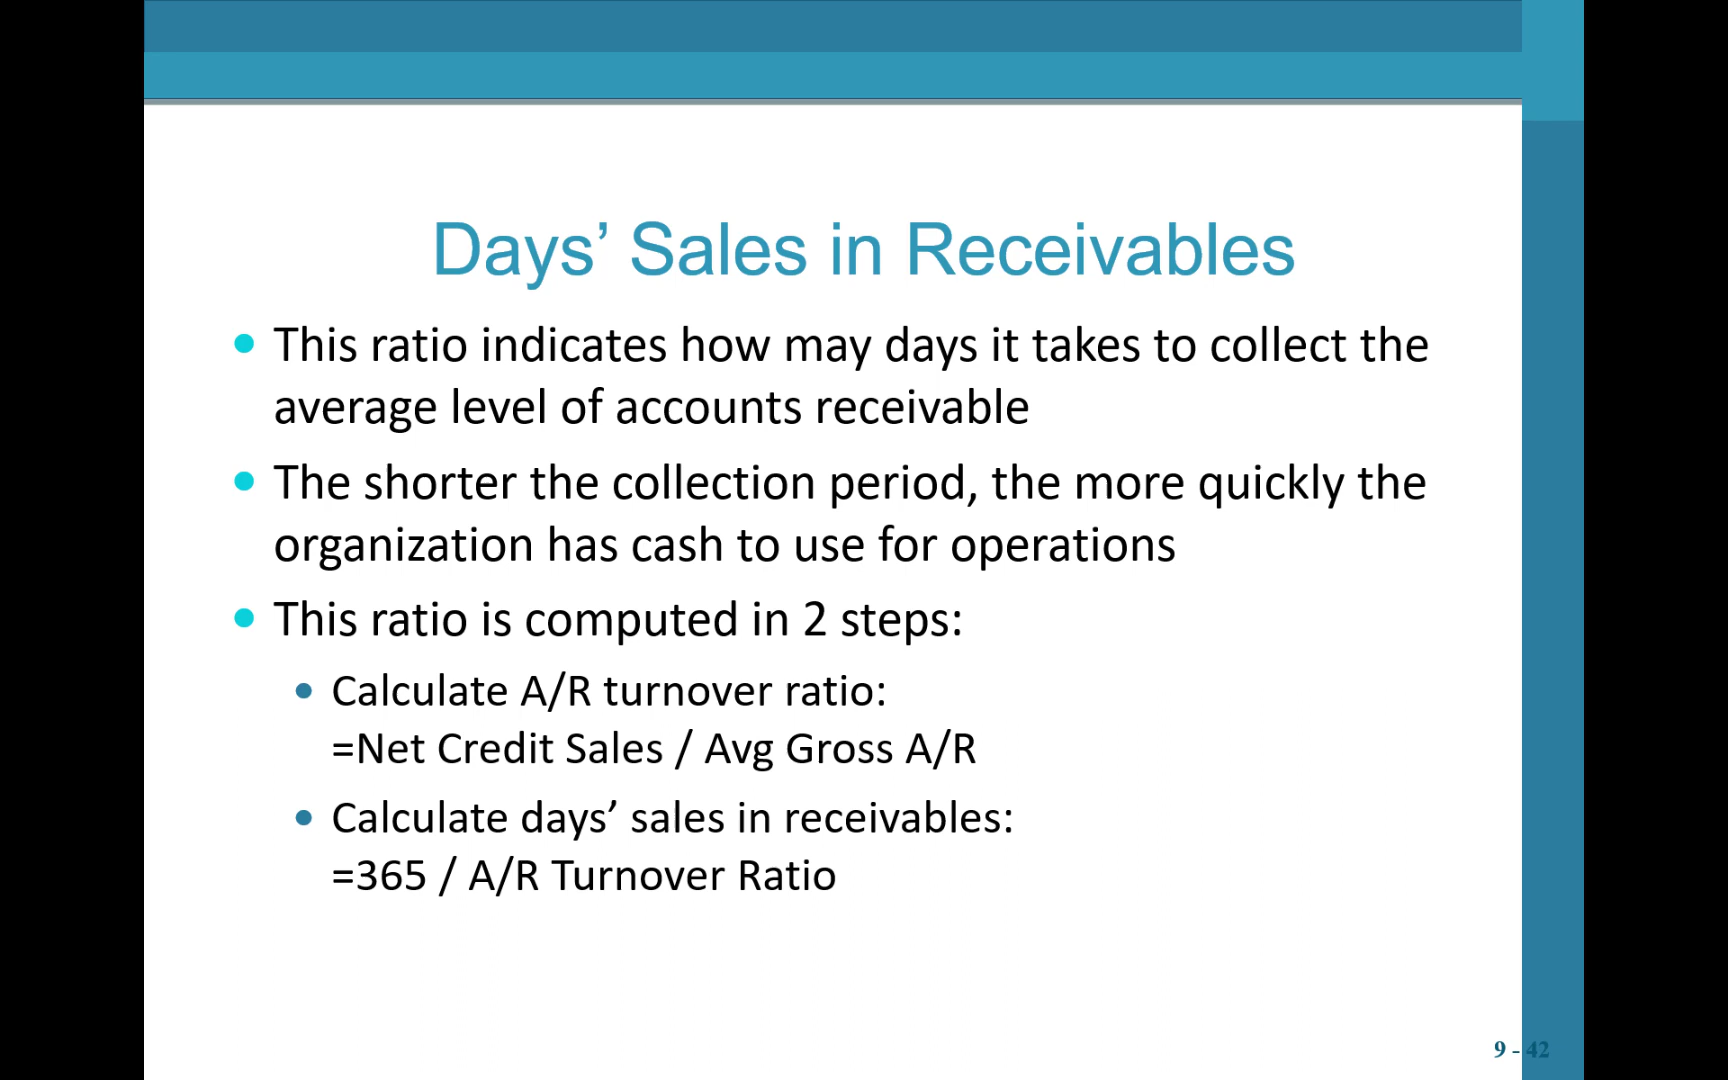 Days’ Sales in Receivables
This ratio indicates how may days it takes to collect the
average level of accounts receivable
The shorter the collection period, the more quickly the
organization has cash to use for operations
This ratio is computed in 2 steps:
Calculate A/R turnover ratio:
=Net Credit Sales / Avg Gross A/R
Calculate days’ sales in receivables:
=365 / A/R Turnover Ratio
9 - 42